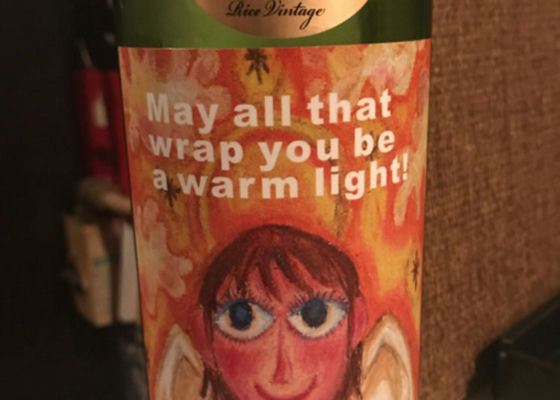 Rice Vintage
May all that
wrap you be
a warm light!